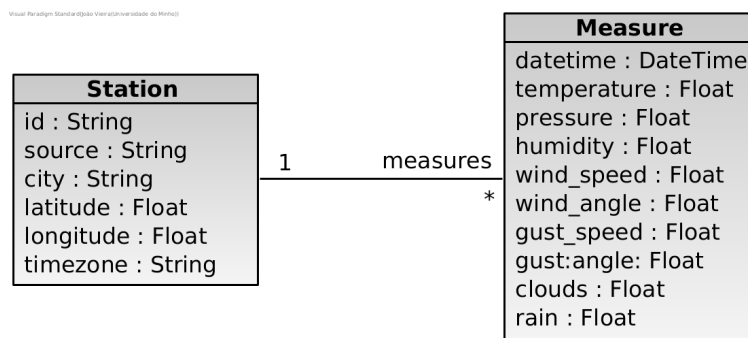 Visual Paradigm Standard(João Vieira(Universidade do Minho))
Station
id : String
source : String
city : String
latitude : Float
longitude : Float
timezone : String
1
measures
*
Measure
datetime : DateTime
temperature : Float
pressure : Float
humidity : Float
wind_speed : Float
wind_angle : Float
gust_speed : Float
gust:angle: Float
clouds : Float
rain : Float